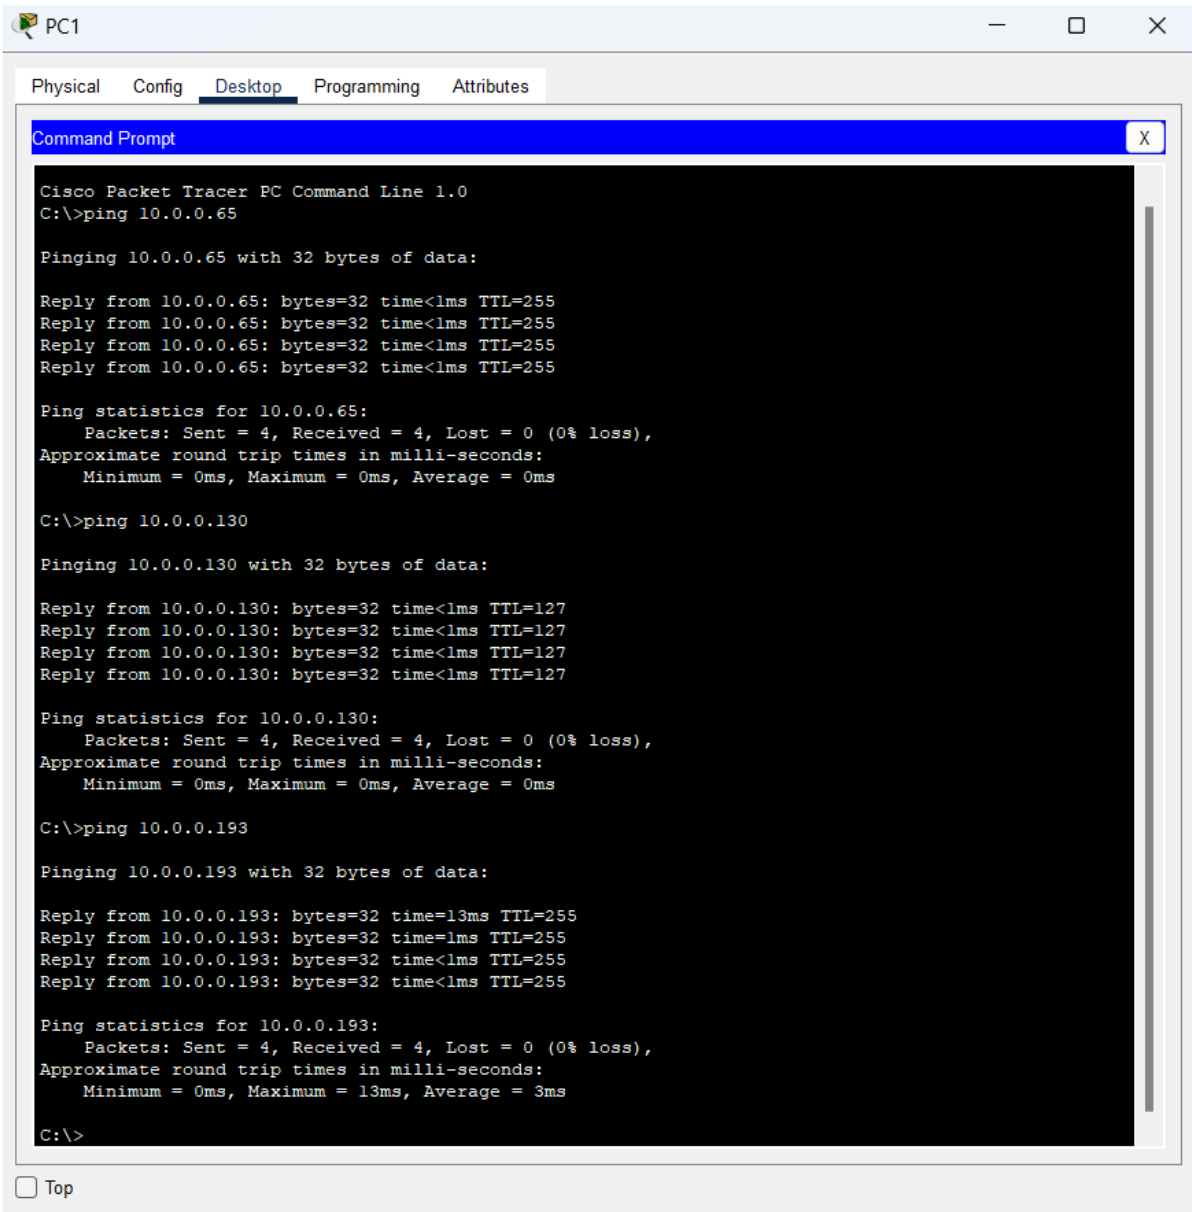 PC1
Physical Config Desktop Programming Attributes
Command Prompt
X
Cisco Packet Tracer PC Command Line 1.0
C:\>ping 10.0.0.65
Pinging 10.0.0.65 with 32 bytes of data:
Reply from 10.0.0.65: bytes=32 time<1ms TTL=255
Reply from 10.0.0.65: bytes=32 time<1ms TTL=255
Reply from 10.0.0.65: bytes=32 time<1ms TTL=255
Reply from 10.0.0.65: bytes=32 time<1ms TTL=255
Ping statistics for 10.0.0.65:
Packets: Sent = 4, Received = 4, Lost = 0 (0% loss),
Approximate round trip times in milli-seconds:
Minimum = 0ms, Maximum = 0ms, Average = 0ms
C:\>ping 10.0.0.130
Pinging 10.0.0.130 with 32 bytes of data:
Reply from 10.0.0.130: bytes=32 time<1ms TTL=127
Reply from 10.0.0.130: bytes=32 time<1ms TTL=127
Reply from 10.0.0.130: bytes=32 time<1ms TTL=127
Reply from 10.0.0.130: bytes=32 time<1ms TTL=127
Ping statistics for 10.0.0.130:
Packets: Sent = 4, Received = 4, Lost = 0 (0% loss),
Approximate round trip times in milli-seconds:
Minimum = 0ms, Maximum = 0ms, Average = 0ms
C:\>ping 10.0.0.193
Pinging 10.0.0.193 with 32 bytes of data:
Reply from 10.0.0.193: bytes=32 time=13ms TTL=255
Reply from 10.0.0.193: bytes=32 time=1ms TTL=255
Reply from 10.0.0.193: bytes=32 time<1ms TTL=255
Reply from 10.0.0.193: bytes=32 time<1ms TTL=255
Ping statistics for 10.0.0.193:
Packets: Sent = 4, Received = 4, Lost = 0 (0% loss),
Approximate round trip times in milli-seconds:
Minimum = 0ms, Maximum = 13ms, Average = 3ms
C:\>
Top